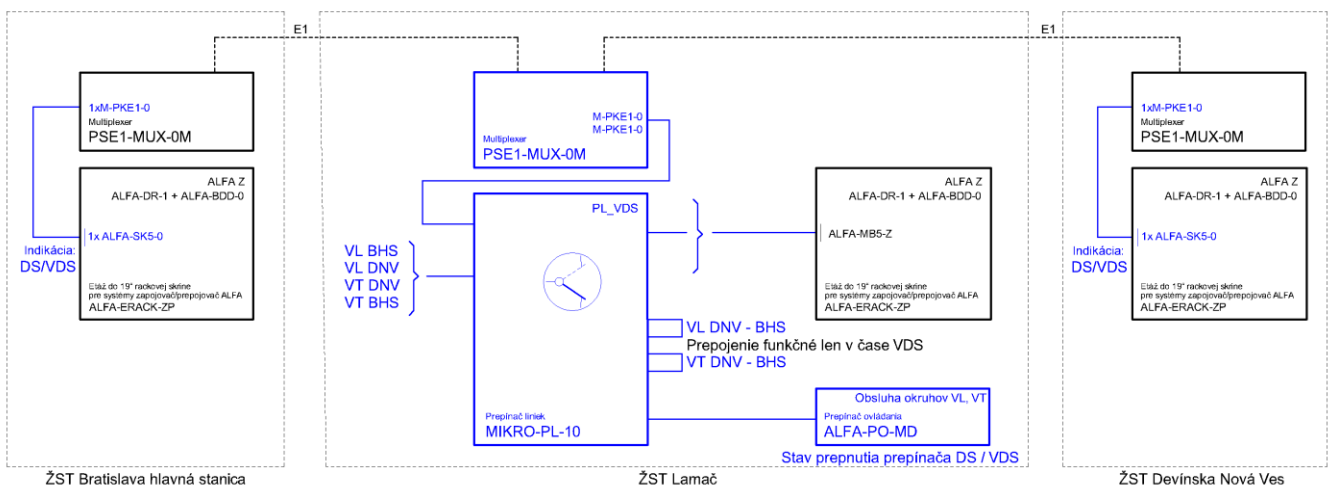 E1
E1
1xM-PKE1-0
Multiplexer
PSE1-MUX-0M
ALFA Z
ALFA-DR-1 + ALFA-BDD-0
1x ALFA-SK5-0
Indikácia:
DS/VDS
Etáž do 19" rackovej skrine
pre systémy zapojovač/prepojovač ALFA
ALFA-ERACK-ZP
ŽST Bratislava hlavná stanica
M-PKE1-0
M-PKE1-0
Multiplexer
PSE1-MUX-0M
PL_VDS
VL BHS
VL DNV
VT DNV
VT BHS
VL DNV - BHS
Prepojenie funkčné len v čase VDS
VT DNV - BHS
Prepínač liniek
MIKRO-PL-10
ALFA Z
ALFA-DR-1 + ALFA-BDD-0
ALFA-MB5-Z
Etáž do 19" rackovej skrine
pre systémy zapojovač/prepojovač ALFA
ALFA-ERACK-ZP
Obsluha okruhov VL, VT
Prepínač ovládania
ALFA-PO-MD
Stav prepnutia prepínača DS / VDS
ŽST Lamač
1xM-PKE1-0
Multiplexer
PSE1-MUX-0M
ALFA Z
ALFA-DR-1 + ALFA-BDD-0
1x ALFA-SK5-0
Indikácia:
DS/VDS
Etáž do 19" rackovej skrine
pre systémy zapojovač/prepojovač ALFA
ALFA-ERACK-ZP
ŽST Devínska Nová Ves